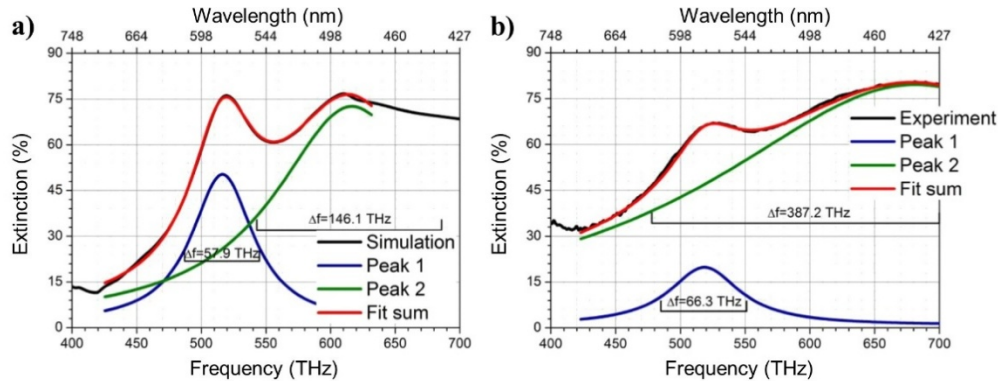 a)
Wavelength (nm)
748 664 598 544 498 460 427
90
75
60
45
30
15
0
Extinction (%)
Δf=146.1 THz
Δf=57.9 THz
Simulation
Peak 1
Peak 2
Fit sum
400 450 500 550 600 650 700
Frequency (THz)
b)
Wavelength (nm)
748 664 598 544 498 460 427
90
75
60
45
30
15
0
Extinction (%)
Experiment
Peak 1
Peak 2
Fit sum
Δf=387.2 THz
Δf=66.3 THz
400 450 500 550 600 650 700
Frequency (THz)